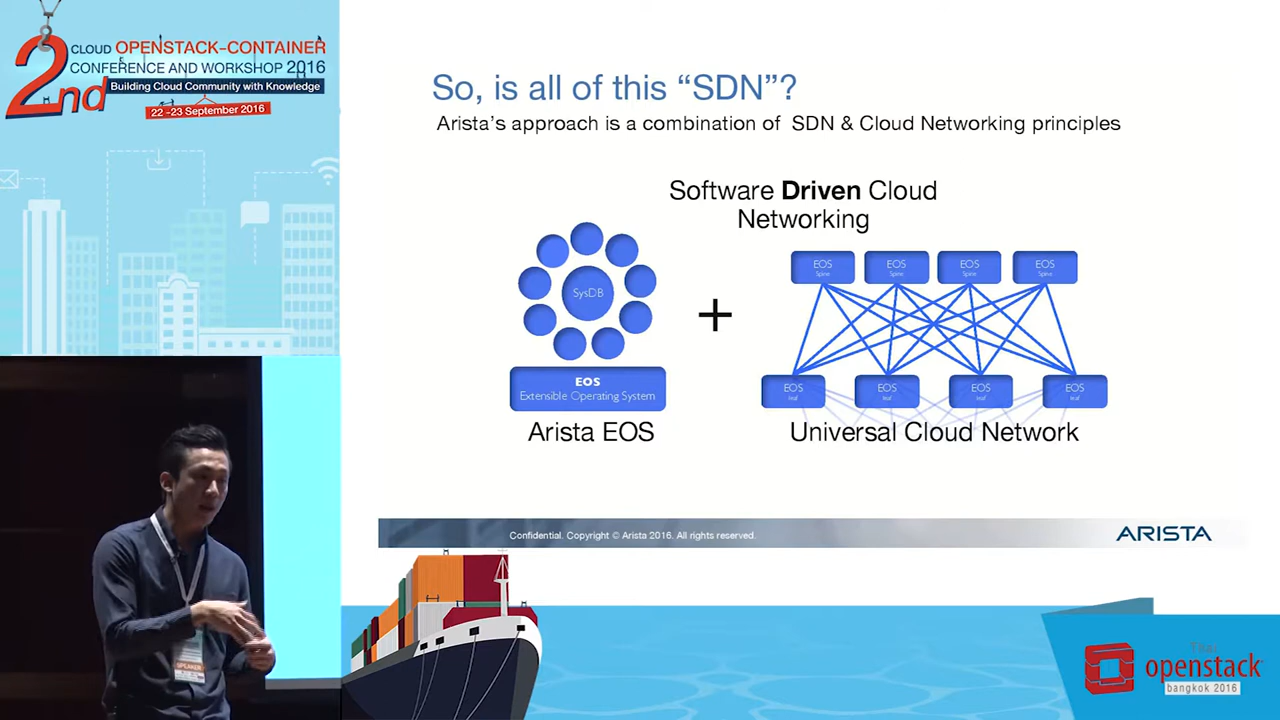 2nd
CLOUD OPENSTACK-CONTAINER
CONFERENCE AND WORKSHOP 2016
Building Cloud Community with Knowledge
22 -23 September 2016
So, is all of this “SDN”?
Arista’s approach is a combination of SDN & Cloud Networking principles
Software Driven Cloud
Networking
SysDB
EOS
Extensible Operating System
Arista EOS
+
EOS
Spine
EOS
Spine
EOS
Spine
EOS
Spine
EOS
leaf
EOS
leaf
EOS
leaf
EOS
leaf
Universal Cloud Network
Confidential. Copyright © Arista 2016. All rights reserved.
ARISTA
SPEAKER
Thai
openstack
bangkok 2016